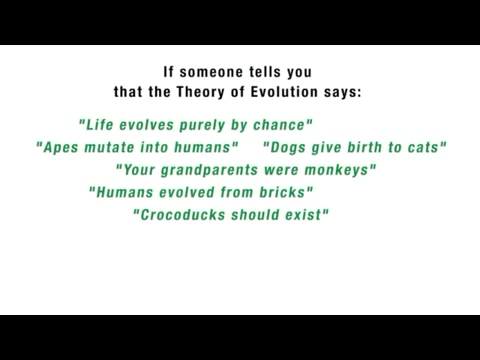 If someone tells you
that the Theory of Evolution says:
"Life evolves purely by chance"
"Apes mutate into humans" "Dogs give birth to cats"
"Your grandparents were monkeys"
"Humans evolved from bricks"
"Crocoducks should exist"